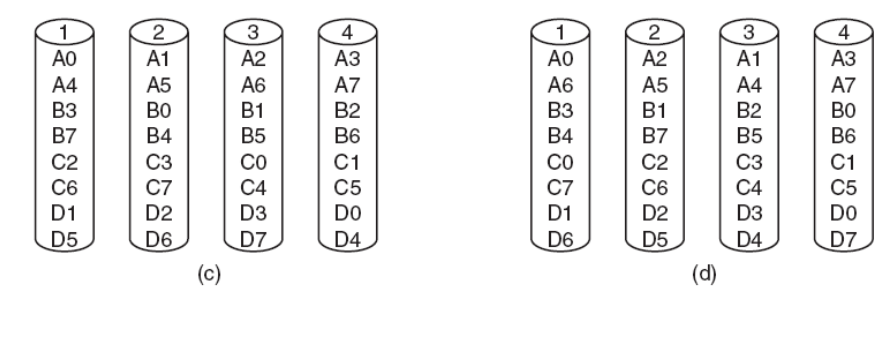 1 2 3 4 1 2 3 4
A0 A1 A2 A3 A0 A2 A1 A3
A4 A5 A6 A7 A6 A5 A4 A7
B3 B0 B1 B2 B3 B1 B2 B0
B7 B4 B5 B6 B4 B7 B5 B6
C2 C3 C0 C1 C0 C2 C3 C1
C6 C7 C4 C5 C7 C6 C4 C5
D1 D2 D3 D0 D1 D2 D3 D0
D5 D6 D7 D4 D6 D5 D4 D7
(c) (d)